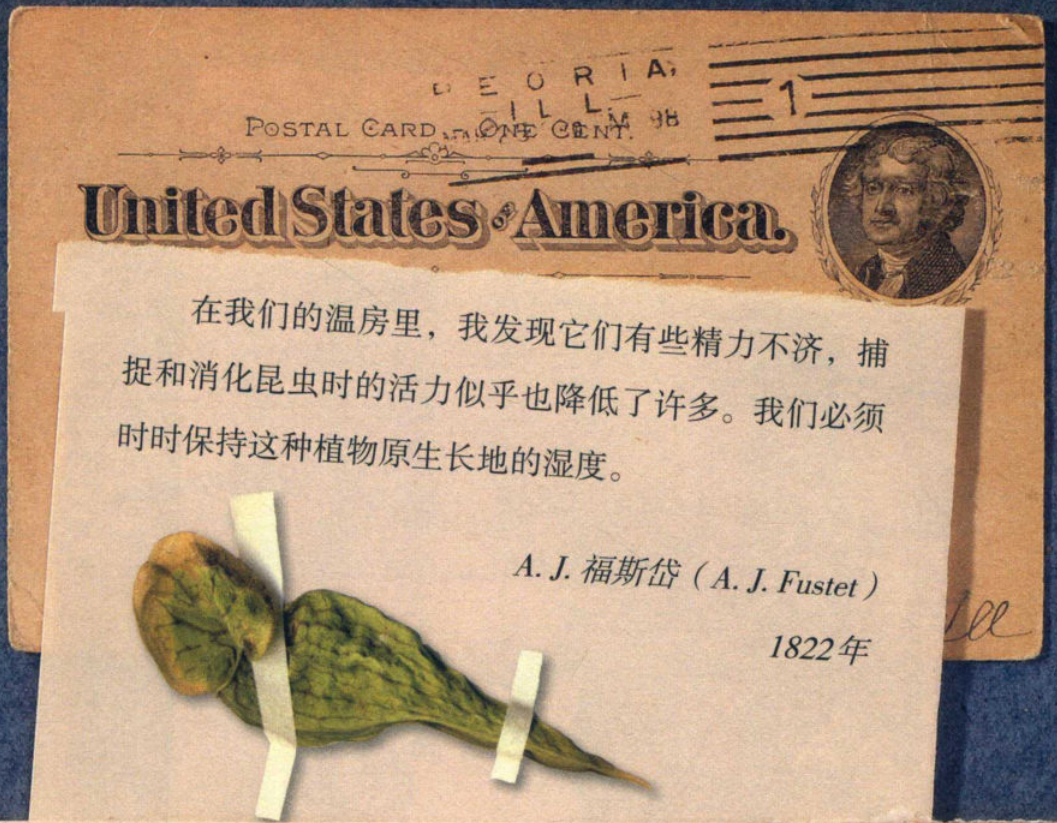 PEORIA,
ILL.
98
1
POSTAL CARD – ONE CENT.
United States of America.
在我们的温房里，我发现它们有些精力不济，捕
捉和消化昆虫时的活力似乎也降低了许多。我们必须
时时保持这种植物原生长地的湿度。
A. J. 福斯岱（A. J. Fustet）
1822年